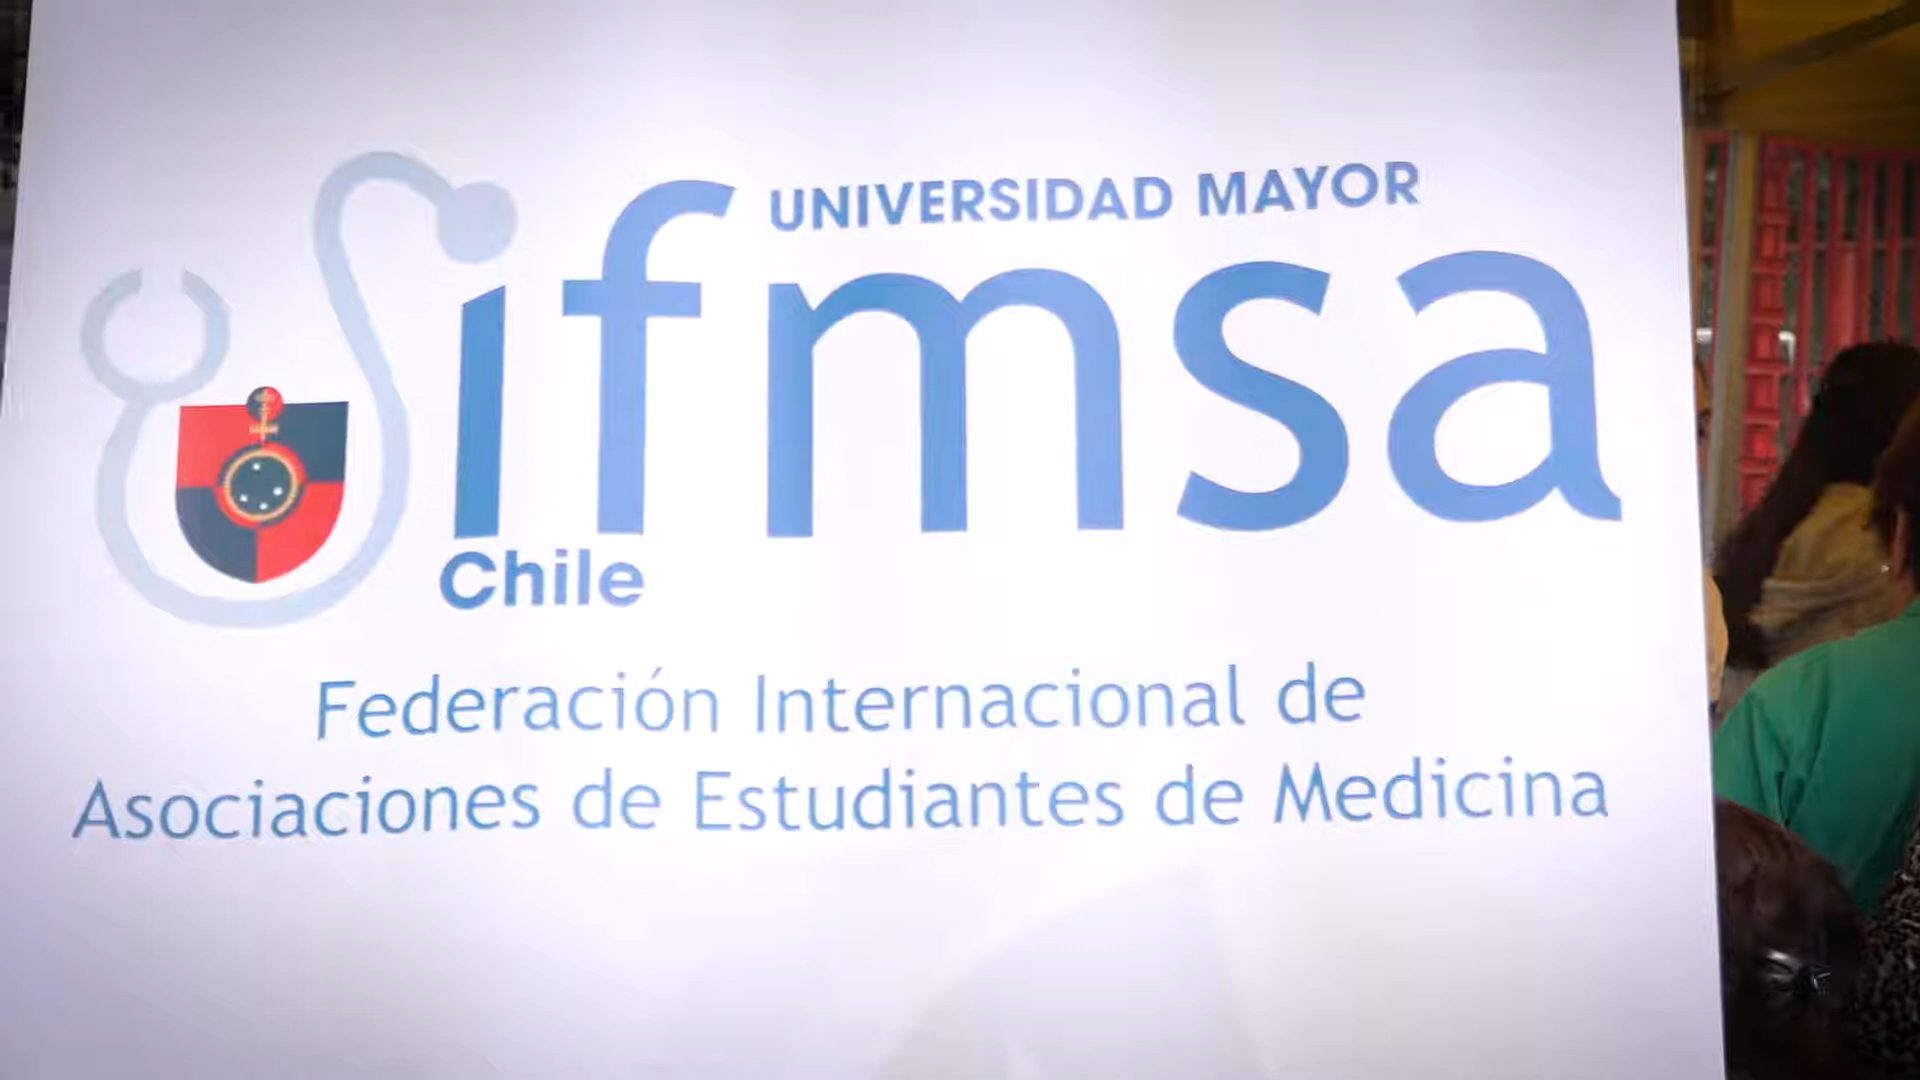 UNIVERSIDAD MAYOR
ifmsa
Chile
Federación Internacional de
Asociaciones de Estudiantes de Medicina